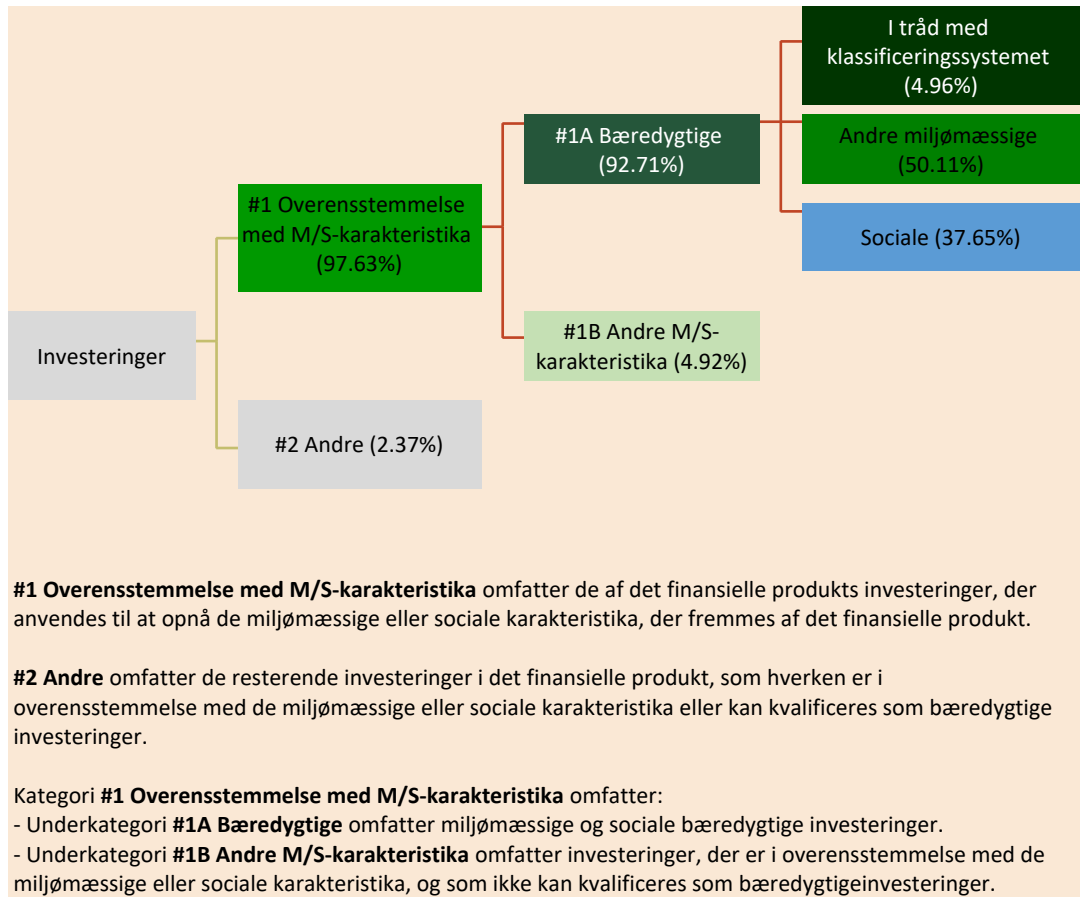 I tråd med
klassificeringssystemet
(4.96%)
#1A Bæredygtige
(92.71%)
Andre miljømæssige
(50.11%)
#1 Overensstemmelse
med M/S-karakteristika
(97.63%)
Sociale (37.65%)
Investeringer
#1B Andre M/S-
karakteristika (4.92%)
#2 Andre (2.37%)
#1 Overensstemmelse med M/S-karakteristika omfatter de af det finansielle produkts investeringer, der
anvendes til at opnå de miljømæssige eller sociale karakteristika, der fremmes af det finansielle produkt.
#2 Andre omfatter de resterende investeringer i det finansielle produkt, som hverken er i
overensstemmelse med de miljømæssige eller sociale karakteristika eller kan kvalificeres som bæredygtige
investeringer.
Kategori #1 Overensstemmelse med M/S-karakteristika omfatter:
- Underkategori #1A Bæredygtige omfatter miljømæssige og sociale bæredygtige investeringer.
- Underkategori #1B Andre M/S-karakteristika omfatter investeringer, der er i overensstemmelse med de
miljømæssige eller sociale karakteristika, og som ikke kan kvalificeres som bæredygtigeinvesteringer.